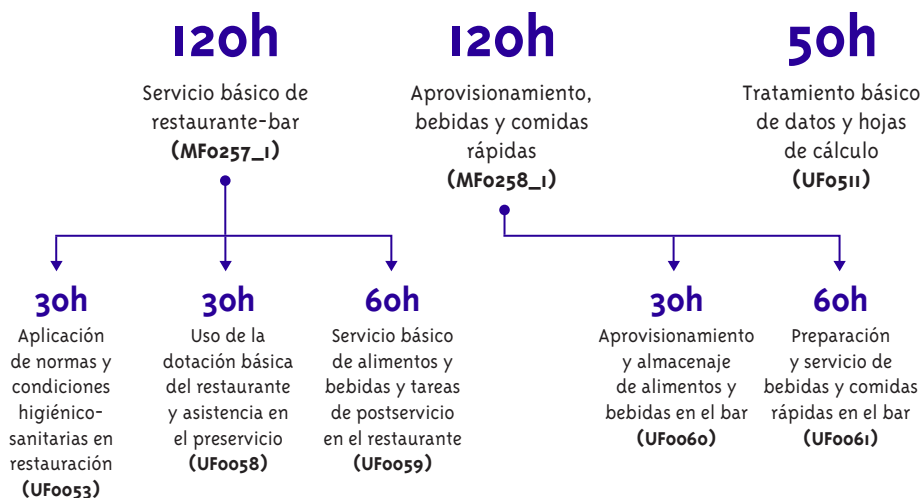 120h
Servicio básico de
restaurante-bar
(MF0257_1)
120h
Aprovisionamiento,
bebidas y comidas
rápidas
(MF0258_1)
50h
Tratamiento básico
de datos y hojas
de cálculo
(UF0511)
30h
Aplicación
de normas y
condiciones
higiénico-
sanitarias en
restauración
(UF0053)
30h
Uso de la
dotación básica
del restaurante
y asistencia en
el preservicio
(UF0058)
60h
Servicio básico
de alimentos y
bebidas y tareas
de postservicio
en el restaurante
(UF0059)
30h
Aprovisionamiento
y almacenaje
de alimentos y
bebidas en el bar
(UF0060)
60h
Preparación
y servicio de
bebidas y comidas
rápidas en el bar
(UF0061)